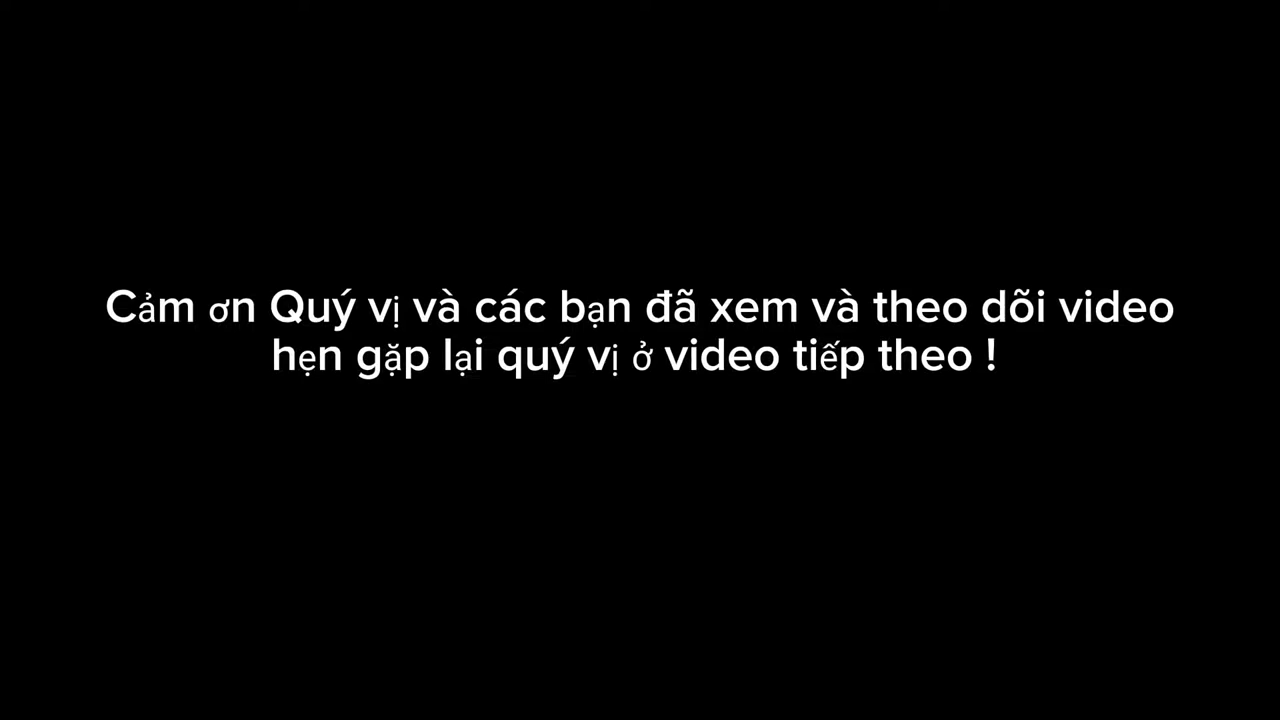 Cảm ơn Quý vị và các bạn đã xem và theo dõi video
hẹn gặp lại quý vị ở video tiếp theo !